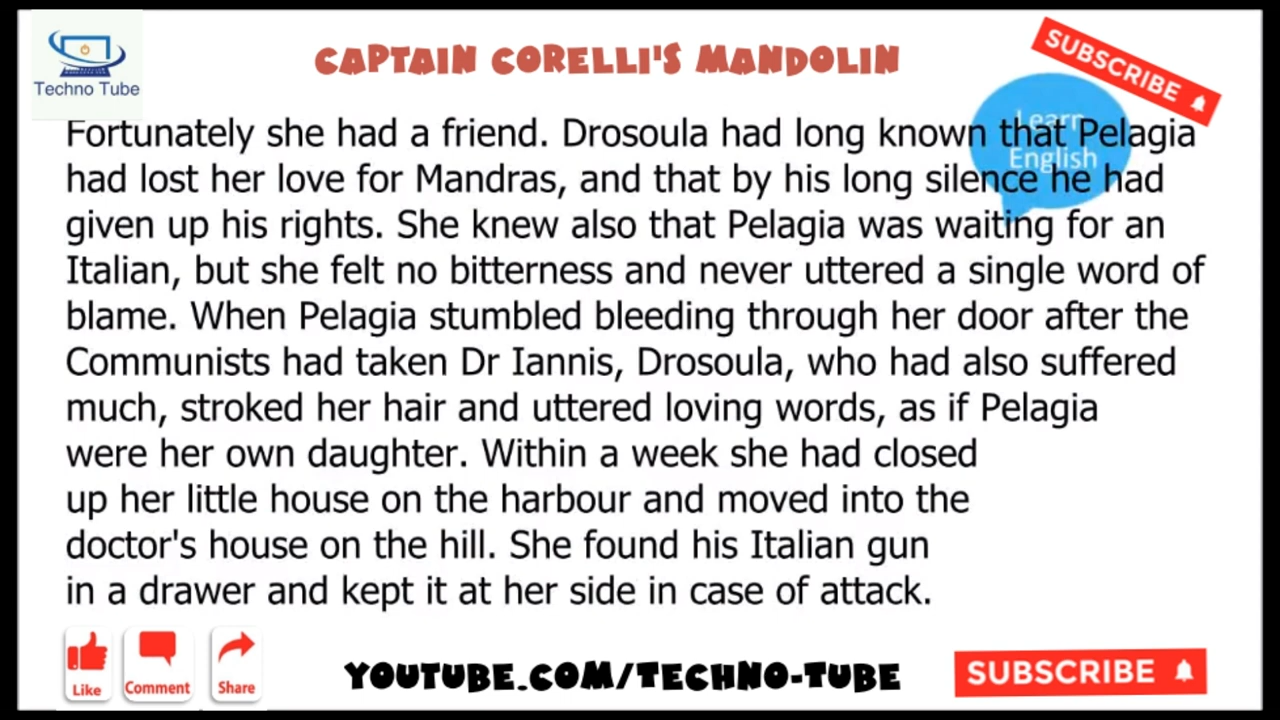 Techno Tube
CAPTAIN CORELLI'S MANDOLIN
SUBSCRIBE
Learn
English
Fortunately she had a friend. Drosoula had long known that Pelagia
had lost her love for Mandras, and that by his long silence he had
given up his rights. She knew also that Pelagia was waiting for an
Italian, but she felt no bitterness and never uttered a single word of
blame. When Pelagia stumbled bleeding through her door after the
Communists had taken Dr Iannis, Drosoula, who had also suffered
much, stroked her hair and uttered loving words, as if Pelagia
were her own daughter. Within a week she had closed
up her little house on the harbour and moved into the
doctor's house on the hill. She found his Italian gun
in a drawer and kept it at her side in case of attack.
Like
Comment
Share
YOUTUBE.COM/TECHNO-TUBE
SUBSCRIBE